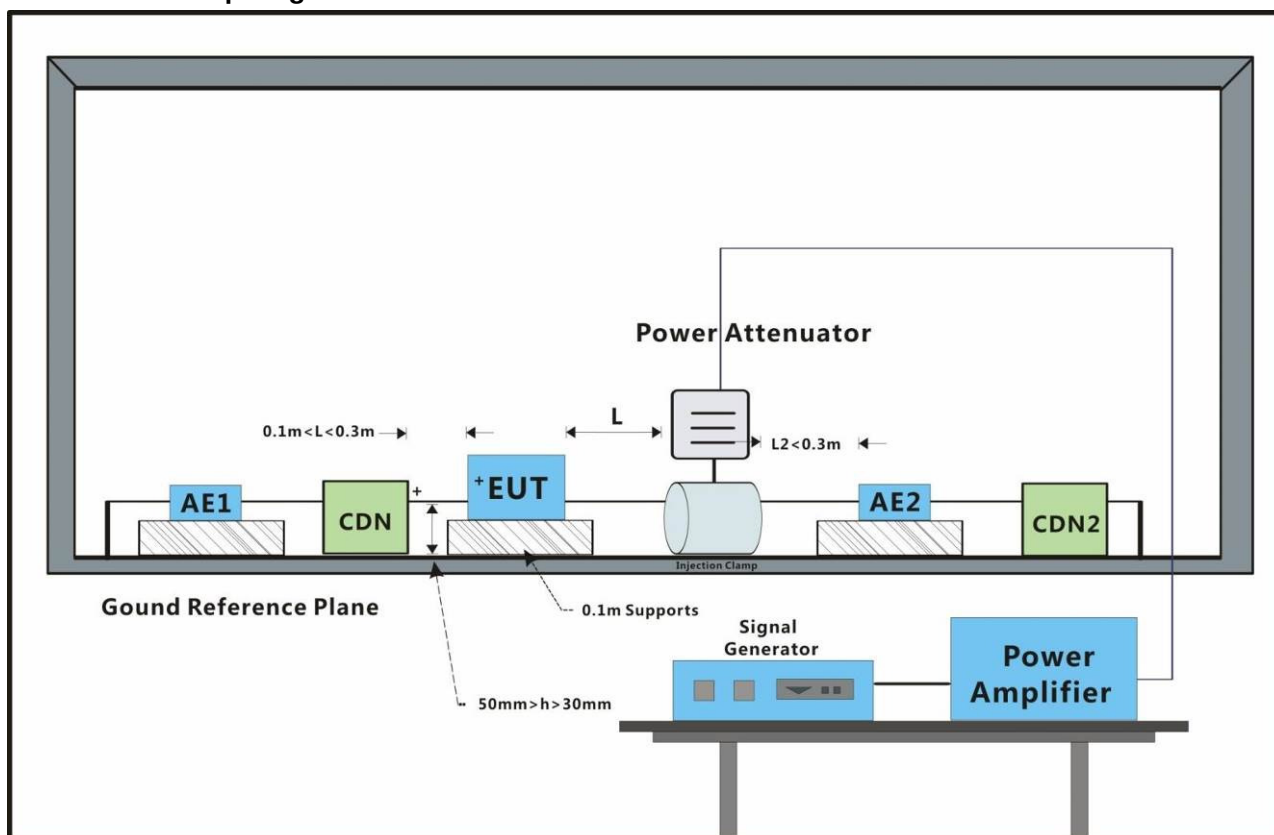 Power Attenuator
0.1m<L<0.3m
L
L2<0.3m
AE1
CDN
+
+EUT
AE2
CDN2
Injection Clamp
Gound Reference Plane
0.1m Supports
Signal
Generator
Power
Amplifier
50mm>h>30mm